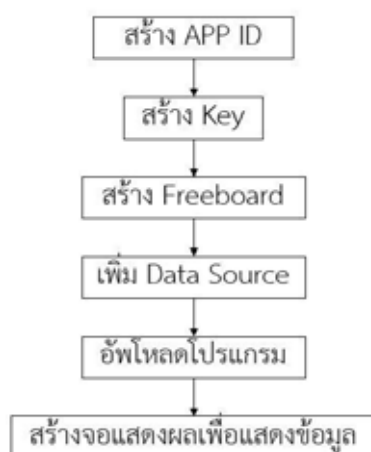 สร้าง APP ID
สร้าง Key
สร้าง Freeboard
เพิ่ม Data Source
อัพโหลดโปรแกรม
สร้างจอแสดงผลเพื่อแสดงข้อมูล